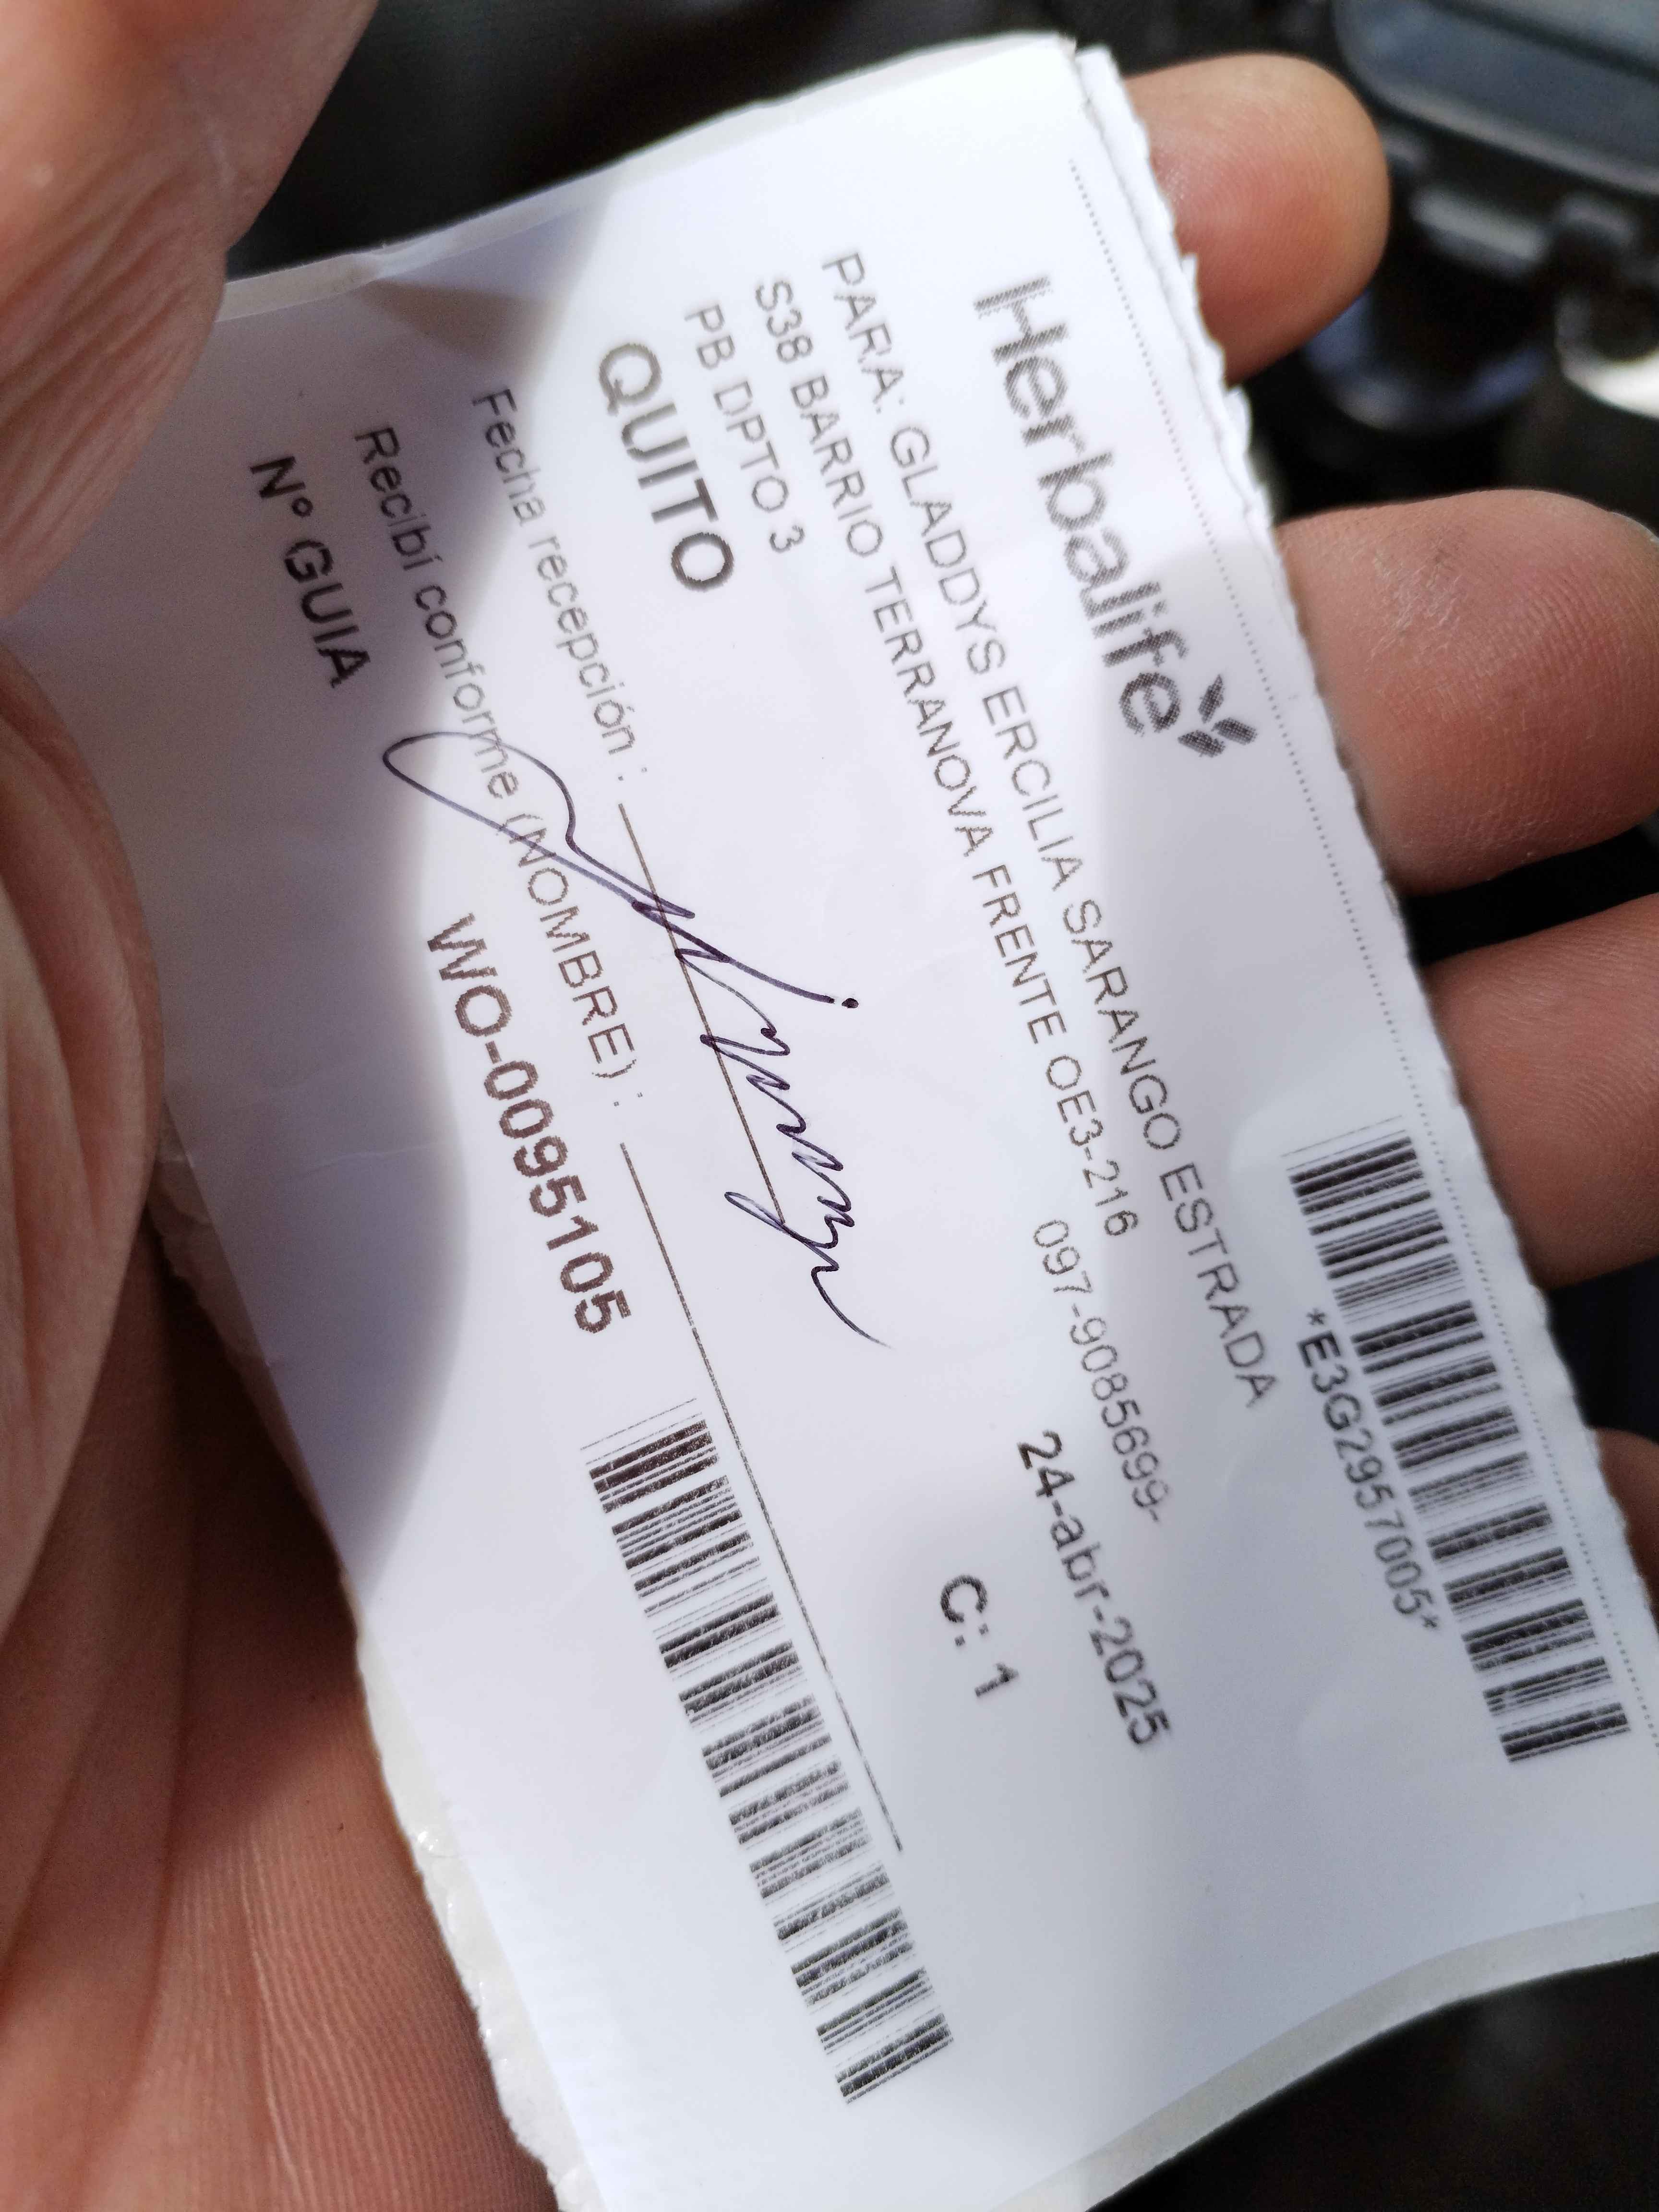 Herbalife
*E3G2957005*
PARA: GLADDYS ERCILIA SARANGO ESTRADA
S38 BARRIO TERRANOVA FRENTE OE3-216
PB DPTO 3
097-9085699-
QUITO
24-abr-2025
C: 1
Fecha recepción :
Recibí conforme (NOMBRE) :
Nº GUIA
WO-0095105